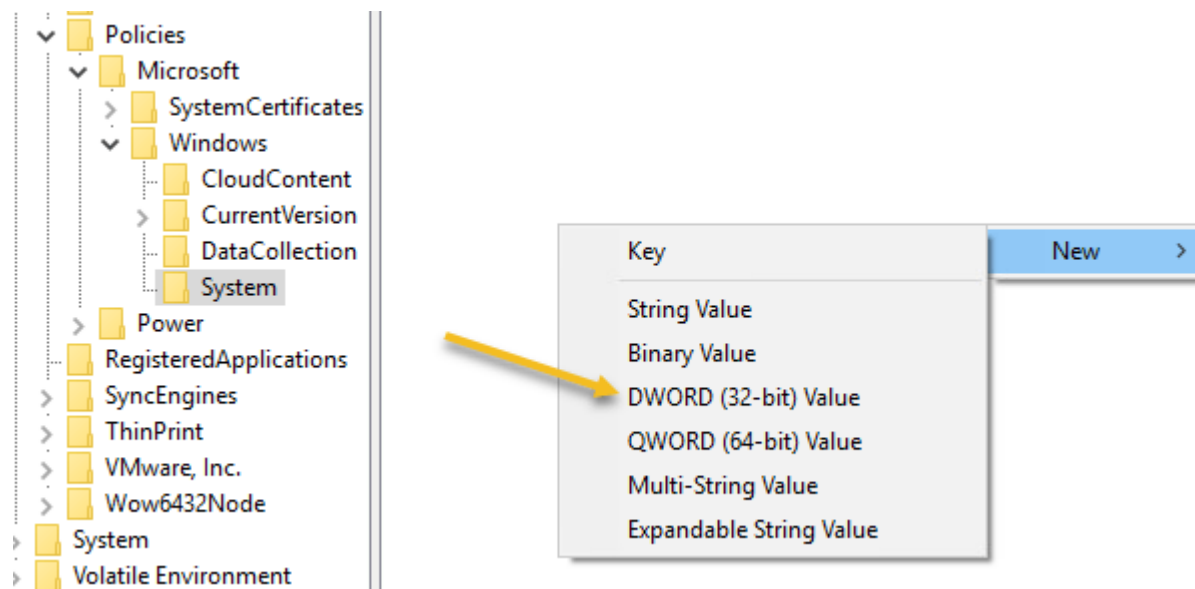 Policies
Microsoft
SystemCertificates
Windows
CloudContent
CurrentVersion
DataCollection
System
Power
RegisteredApplications
SyncEngines
ThinPrint
VMware, Inc.
Wow6432Node
System
Volatile Environment
Key
New
String Value
Binary Value
DWORD (32-bit) Value
QWORD (64-bit) Value
Multi-String Value
Expandable String Value